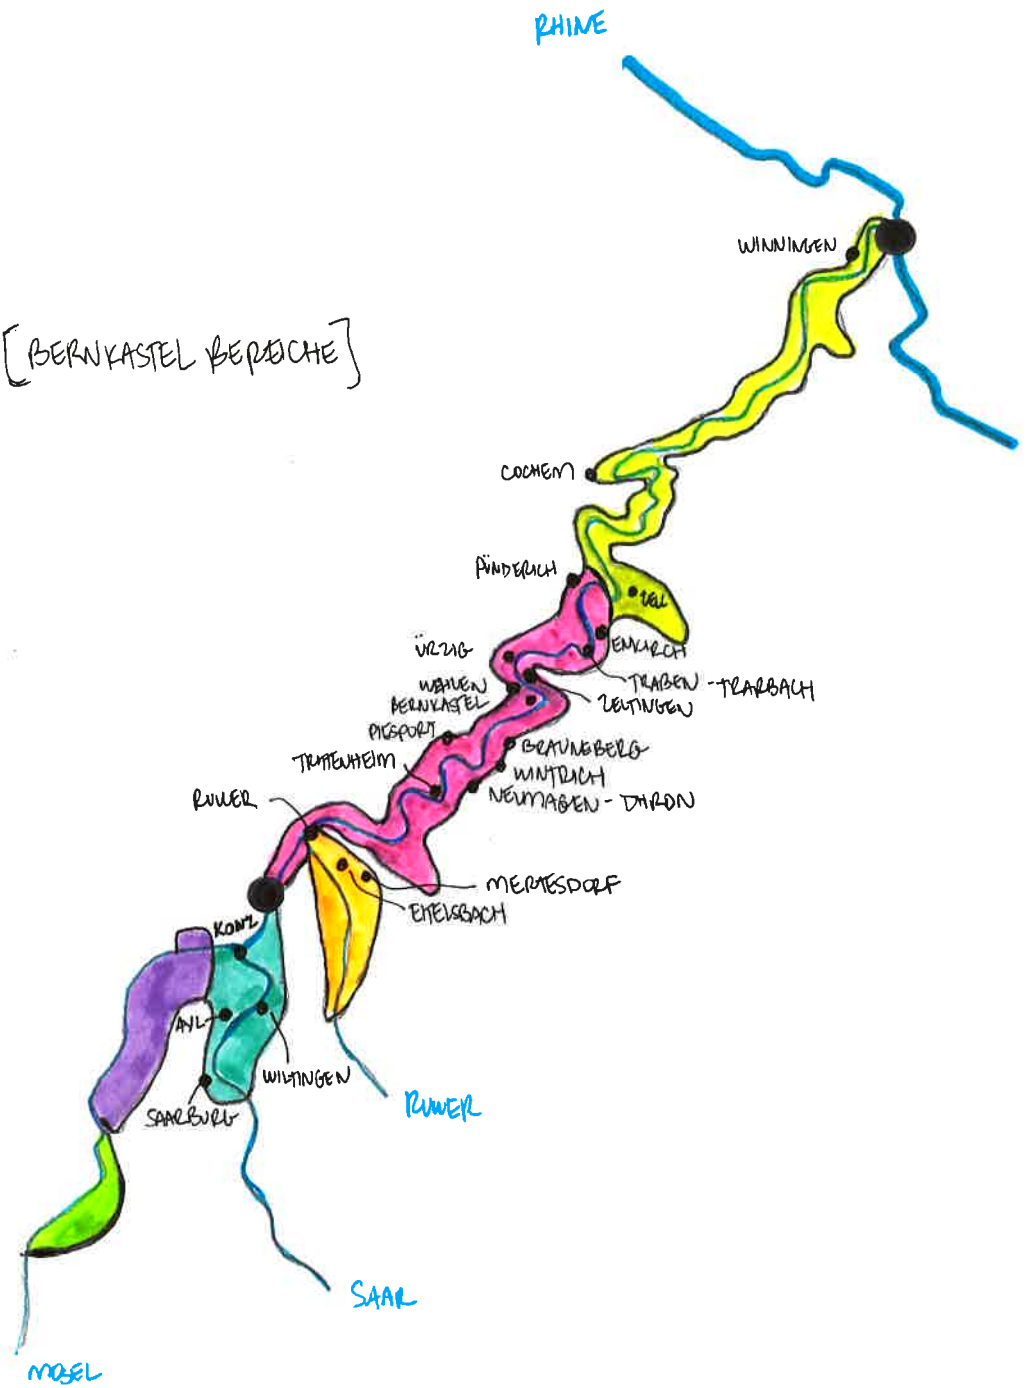 RHINE
WINNINGEN
[BERNKASTEL BEREICHE]
COCHEM
PÜNDERICH
ZELL
ENKIRCH
ÜRZIG
TRABEN - TRARBACH
WEHLEN
BERNKASTEL
ZELTINGEN
PIESPORT
BRAUNEBERG
TRITTENHEIM
WINTRICH
NEUMAGEN - DHRON
RUWER
MERTESDORF
EITELSBACH
KONZ
AYL
WILTINGEN
SAARBURG
RUWER
SAAR
MOSEL